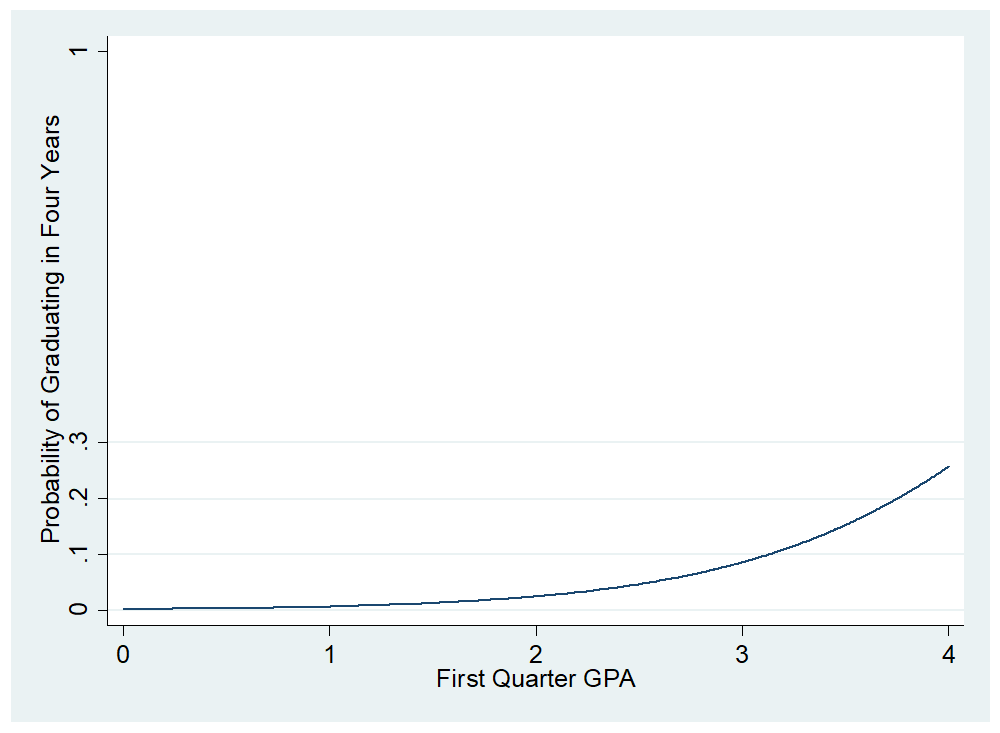 Probability of Graduating in Four Years
1
.3
.2
.1
0
0 1 2 3 4
First Quarter GPA